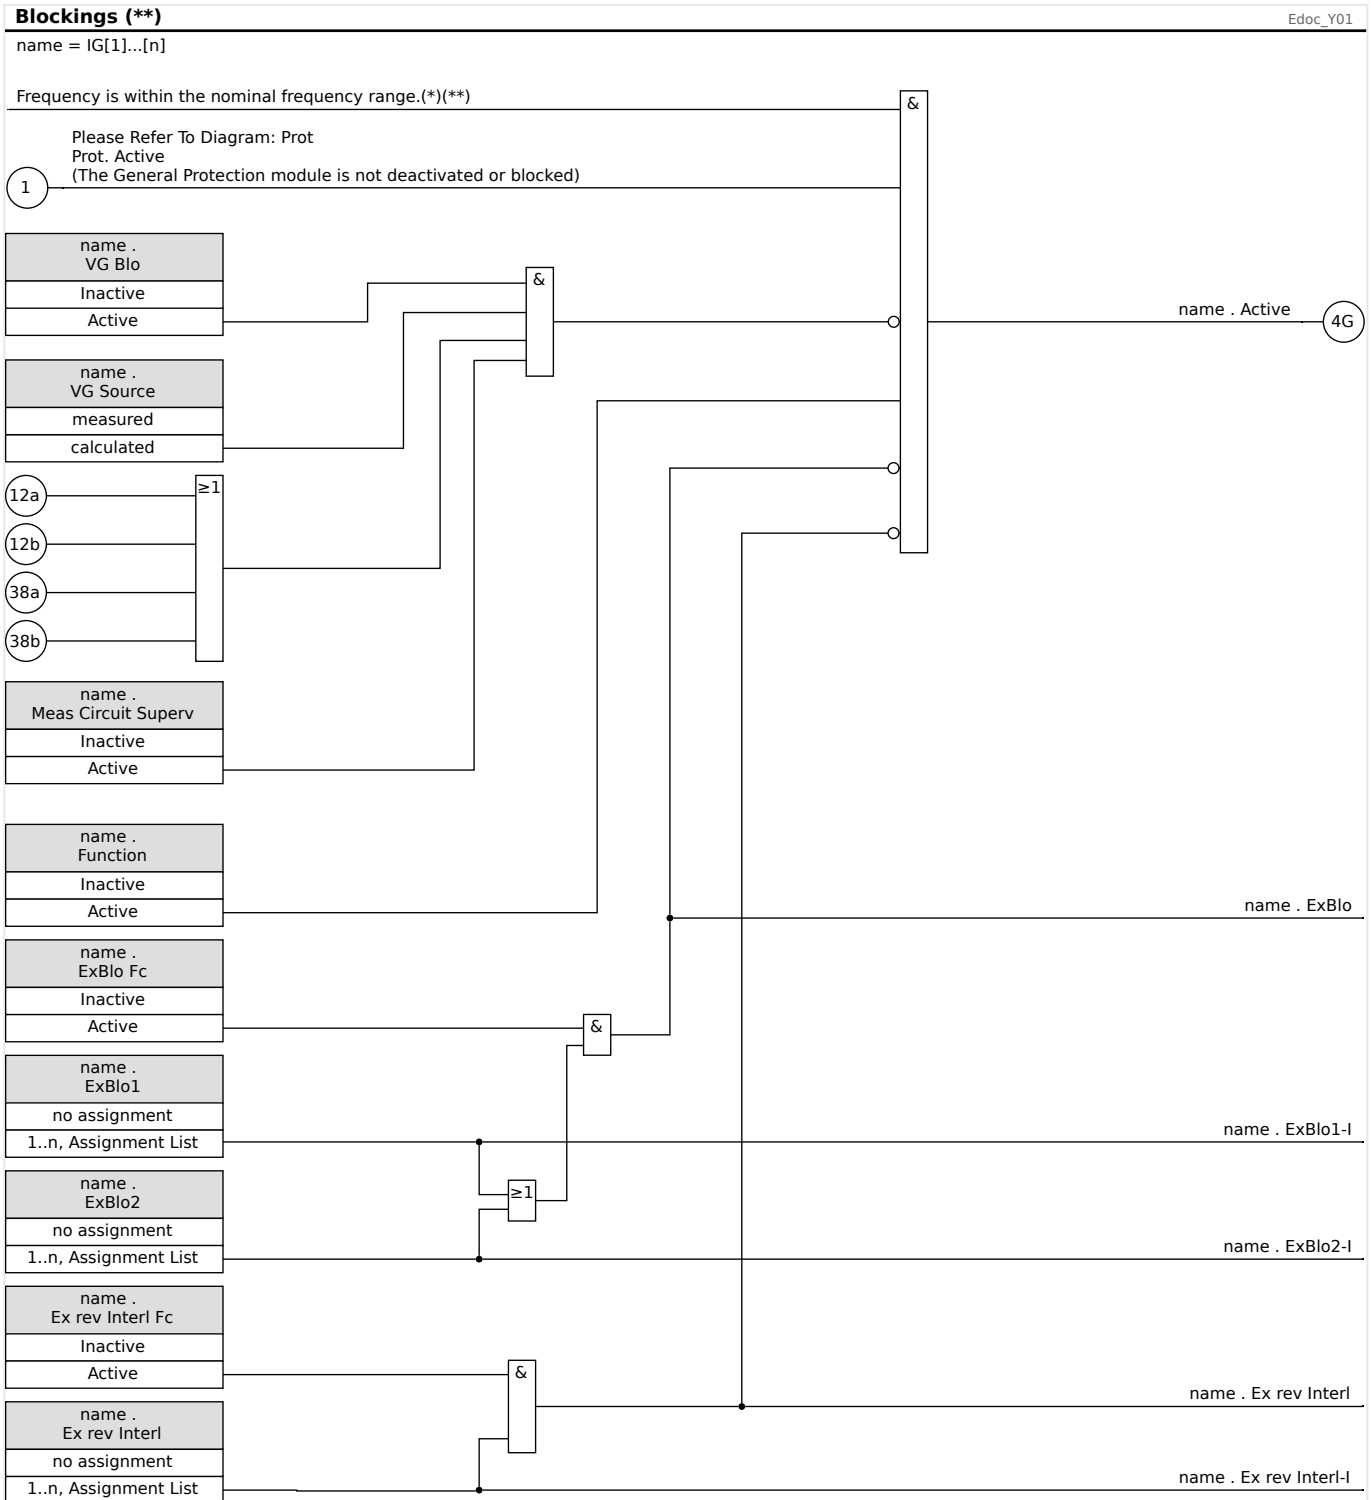 Blockings (**)
Edoc_Y01
name = IG[1]...[n]
Frequency is within the nominal frequency range.(*)(**)
&
Please Refer To Diagram: Prot
Prot. Active
(The General Protection module is not deactivated or blocked)
1
name .
VG Blo
Inactive
Active
&
name . Active
4G
name .
VG Source
measured
calculated
12a
≥1
12b
38a
38b
name .
Meas Circuit Superv
Inactive
Active
name .
Function
Inactive
Active
name . ExBlo
name .
ExBlo Fc
Inactive
Active
&
name .
ExBlo1
no assignment
1..n, Assignment List
name . ExBlo1-I
name .
ExBlo2
≥1
no assignment
1..n, Assignment List
name . ExBlo2-I
name .
Ex rev Interl Fc
Inactive
Active
&
name . Ex rev Interl
name .
Ex rev Interl
no assignment
1..n, Assignment List
name . Ex rev Interl-I